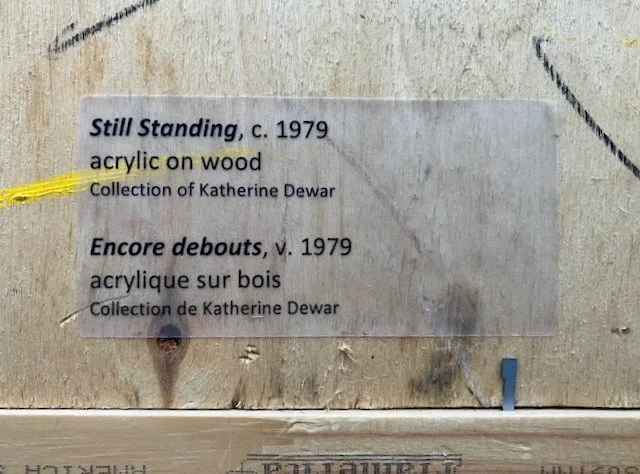 Still Standing, c. 1979
acrylic on wood
Collection of Katherine Dewar
Encore debouts, v. 1979
acrylique sur bois
Collection de Katherine Dewar